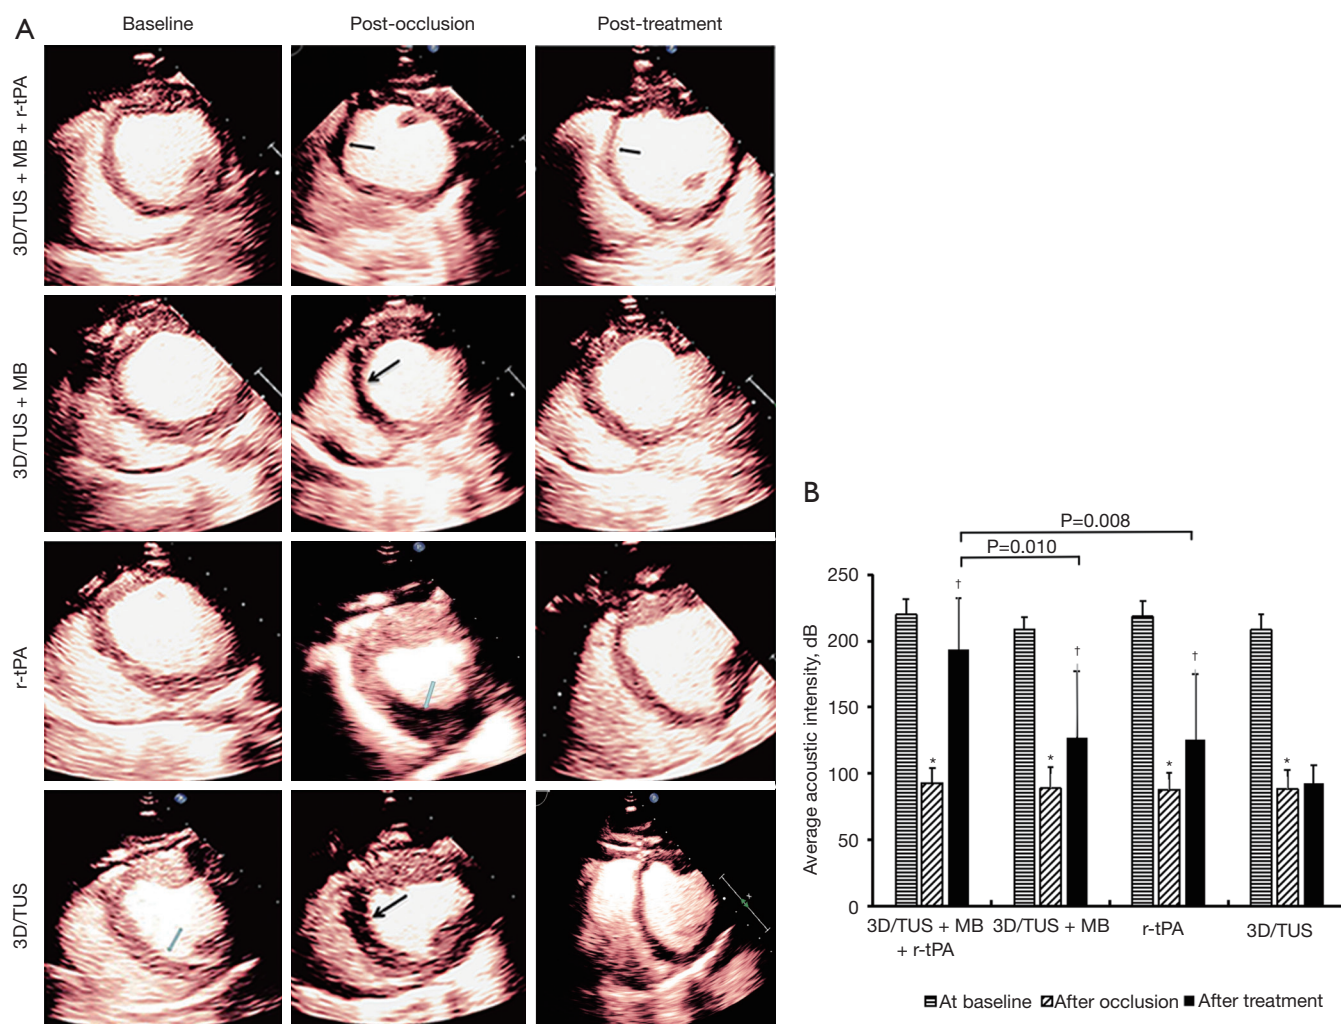 A
Baseline
Post-occlusion
Post-treatment
3D/TUS + MB + r-tPA
3D/TUS + MB
r-tPA
3D/TUS
B
P=0.008
P=0.010
Average acoustic intensity, dB
250
200
150
100
50
0
†
†
†
*
*
*
*
3D/TUS + MB
+ r-tPA
3D/TUS + MB
r-tPA
3D/TUS
At baseline
After occlusion
After treatment